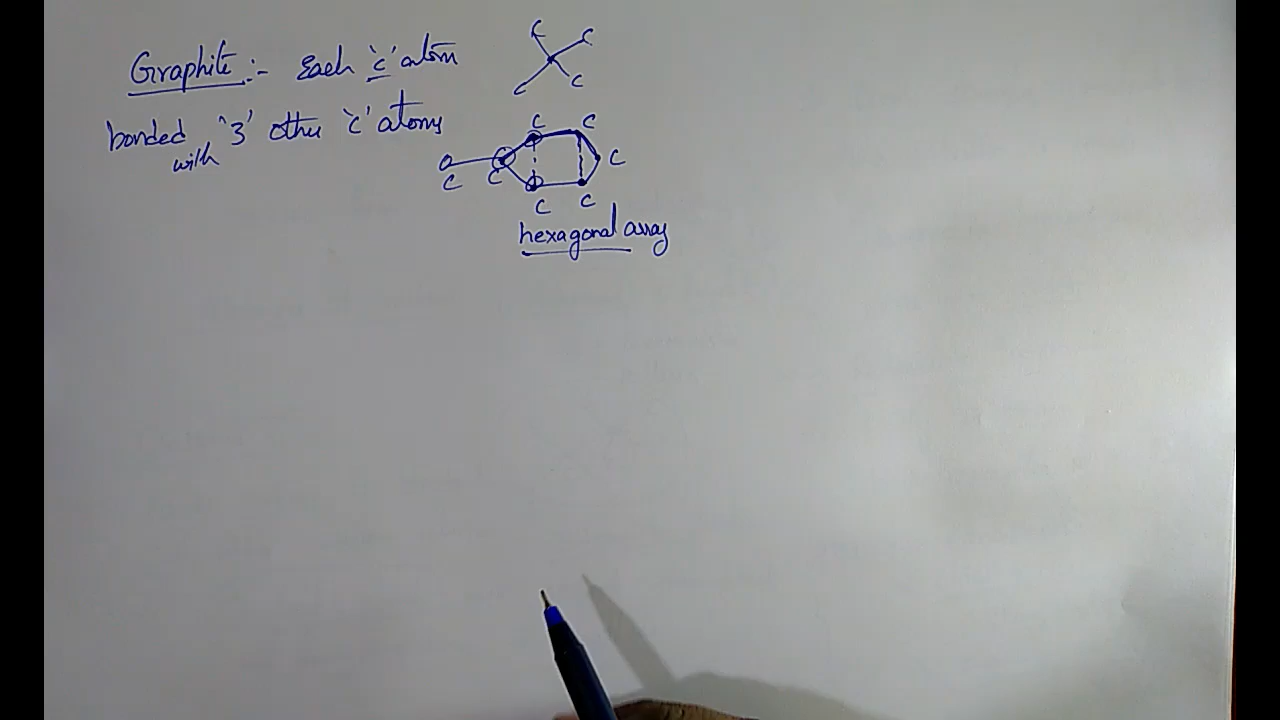 Graphite :- Each 'c' atom
bonded with '3' other 'c' atoms
C C
C C
C C
C C C
C C
hexagonal array